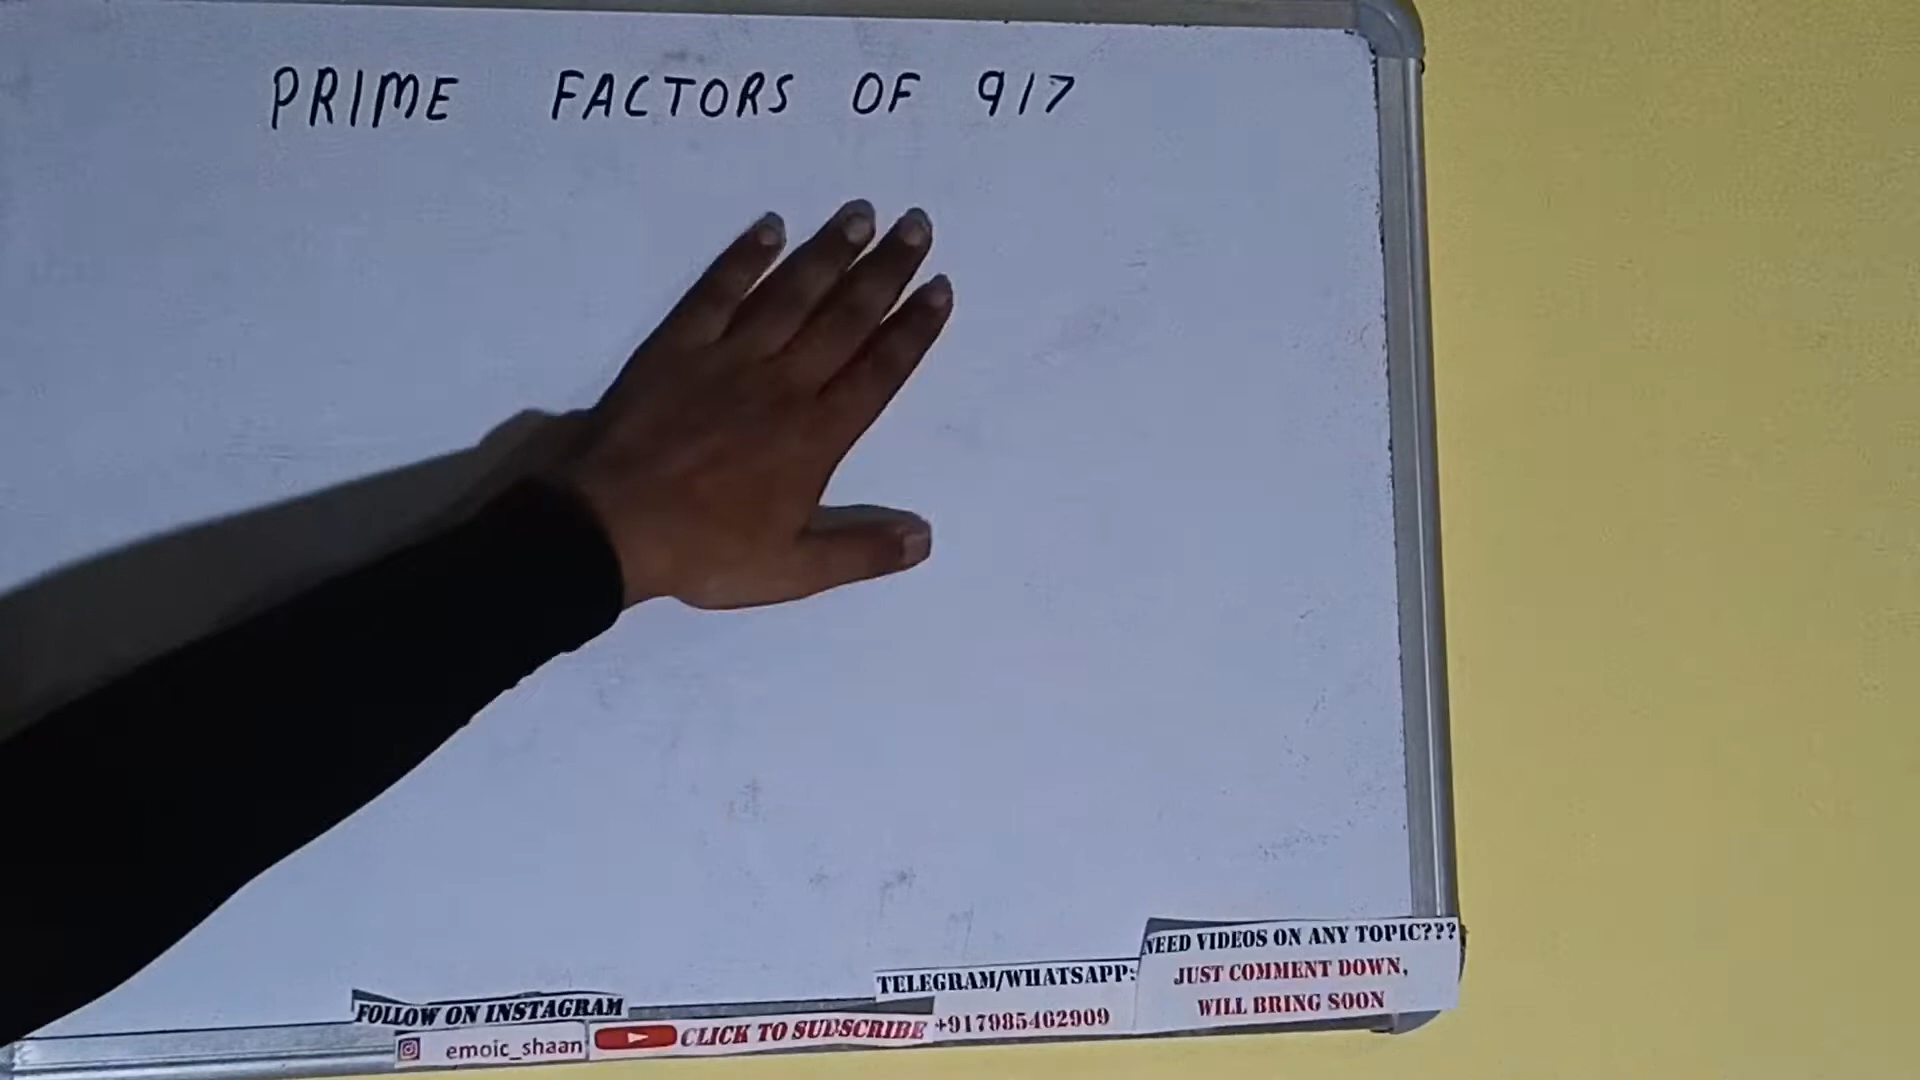 PRIME FACTORS OF 917
NEED VIDEOS ON ANY TOPIC???
JUST COMMENT DOWN,
WILL BRING SOON
TELEGRAM/WHATSAPP:
+917985462909
FOLLOW ON INSTAGRAM
emoic_shaan
CLICK TO SUBSCRIBE